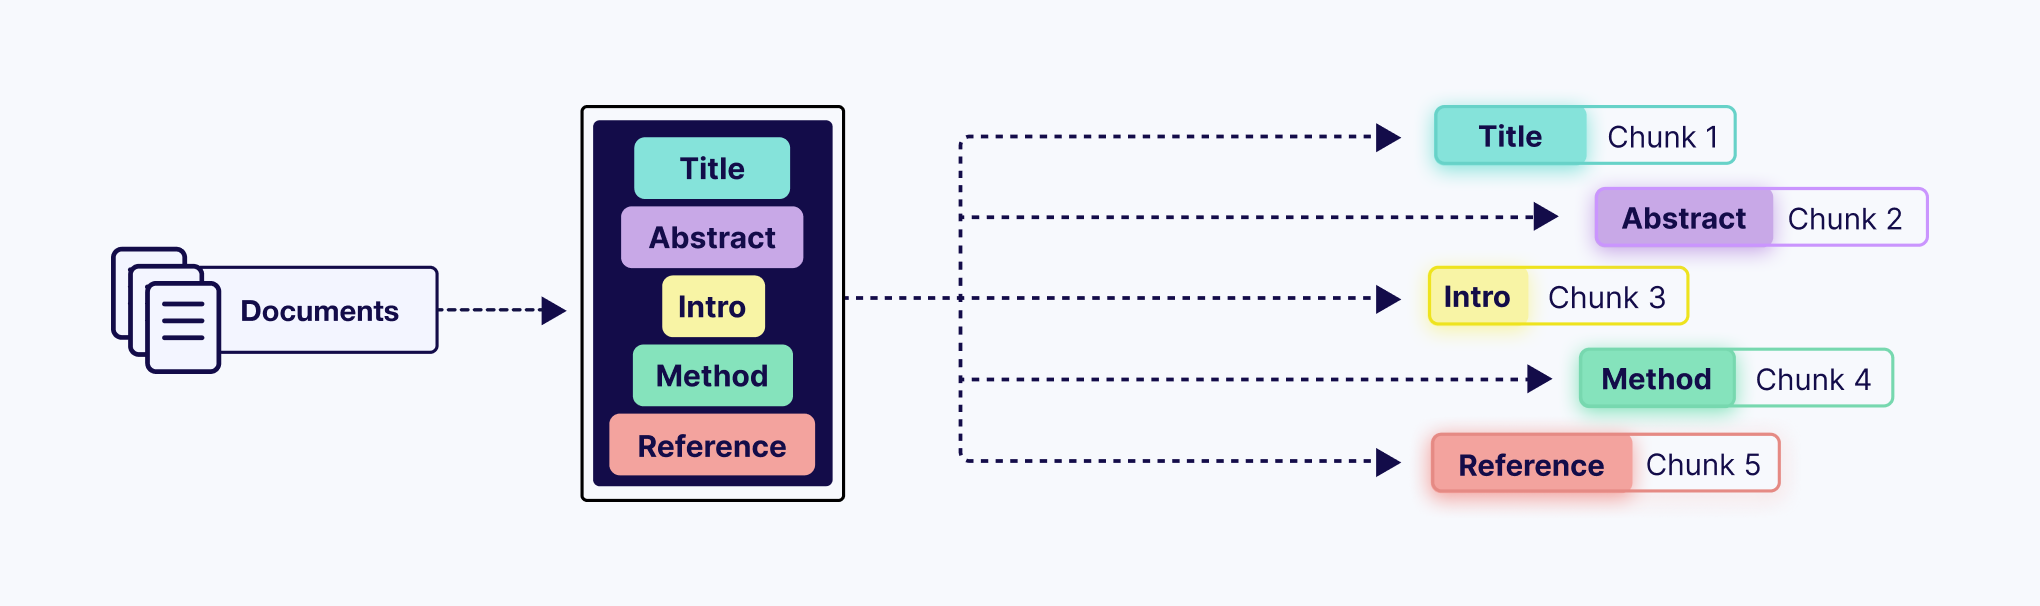 Documents
Title
Abstract
Intro
Method
Reference
Title Chunk 1
Abstract Chunk 2
Intro Chunk 3
Method Chunk 4
Reference Chunk 5